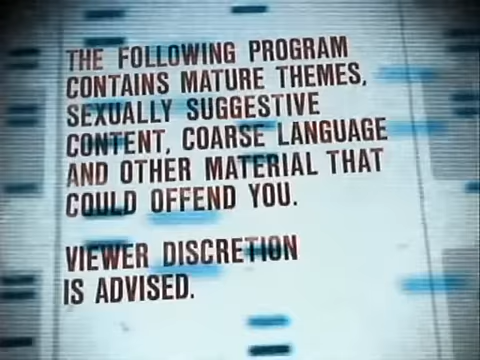 THE FOLLOWING PROGRAM
CONTAINS MATURE THEMES,
SEXUALLY SUGGESTIVE
CONTENT, COARSE LANGUAGE
AND OTHER MATERIAL THAT
COULD OFFEND YOU.
VIEWER DISCRETION
IS ADVISED.